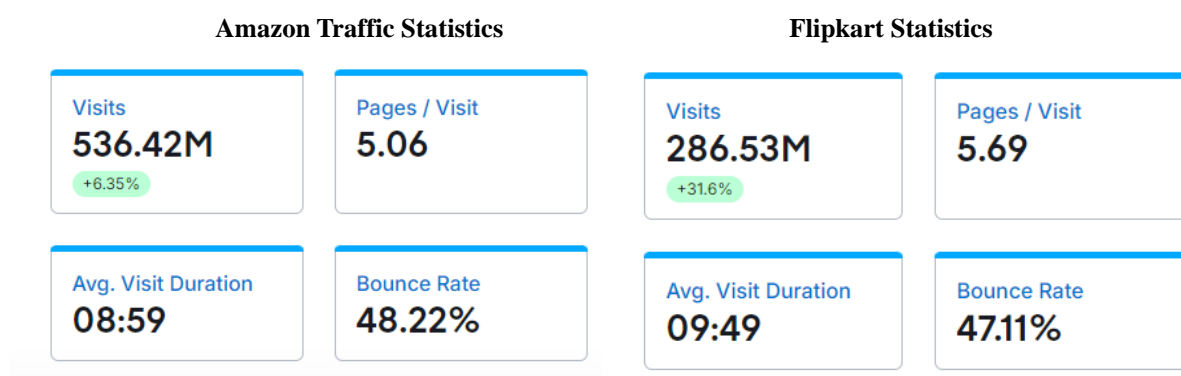 Amazon Traffic Statistics
Visits
536.42M
+6.35%
Pages / Visit
5.06
Avg. Visit Duration
08:59
Bounce Rate
48.22%
Flipkart Statistics
Visits
286.53M
+31.6%
Pages / Visit
5.69
Avg. Visit Duration
09:49
Bounce Rate
47.11%